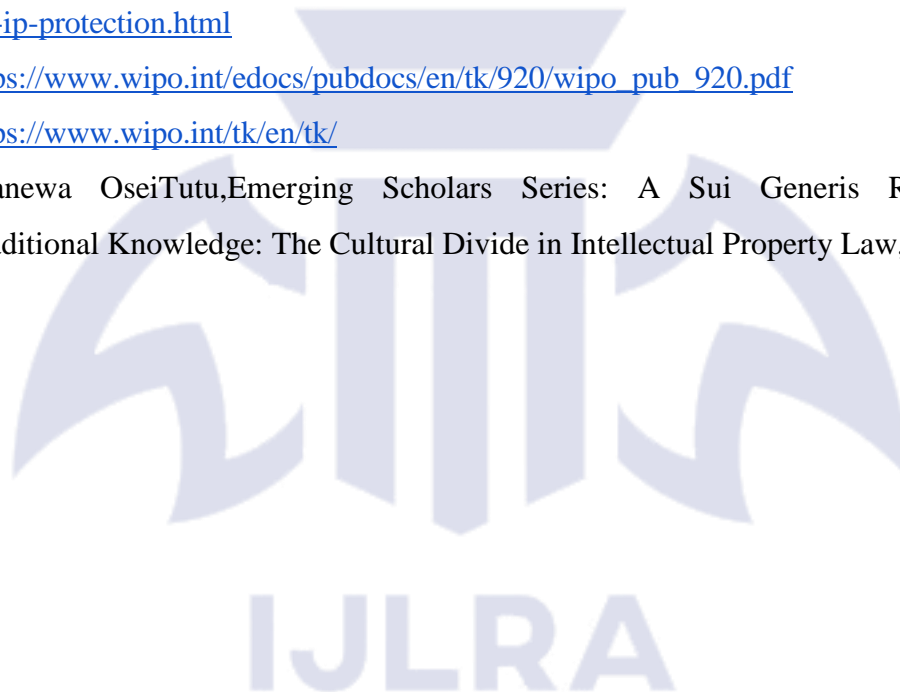 -ip-protection.html
ps://www.wipo.int/edocs/pubdocs/en/tk/920/wipo_pub_920.pdf
ps://www.wipo.int/tk/en/tk/
anewa OseiTutu,Emerging Scholars Series: A Sui Generis R
aditional Knowledge: The Cultural Divide in Intellectual Property Law,
IJLRA